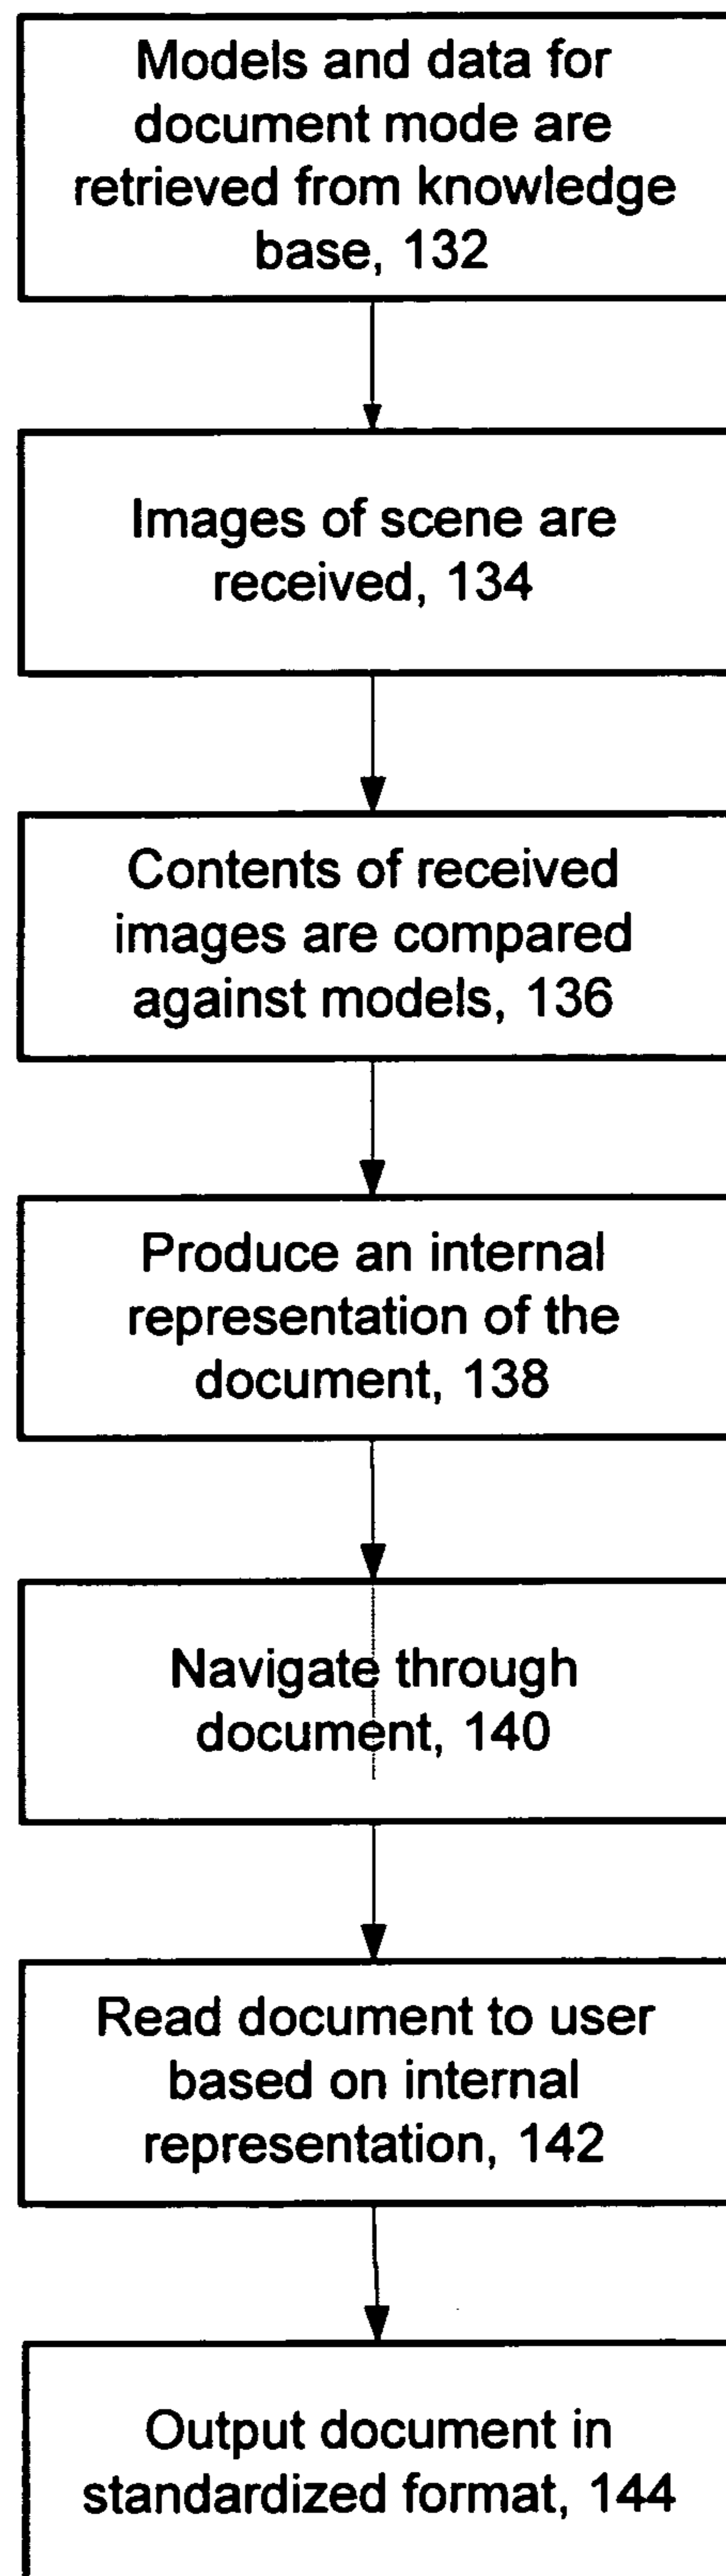 Models and data for
document mode are
retrieved from knowledge
base, 132
Images of scene are
received, 134
Contents of received
images are compared
against models, 136
Produce an internal
representation of the
document, 138
Navigate through
document, 140
Read document to user
based on internal
representation, 142
Output document in
standardized format, 144